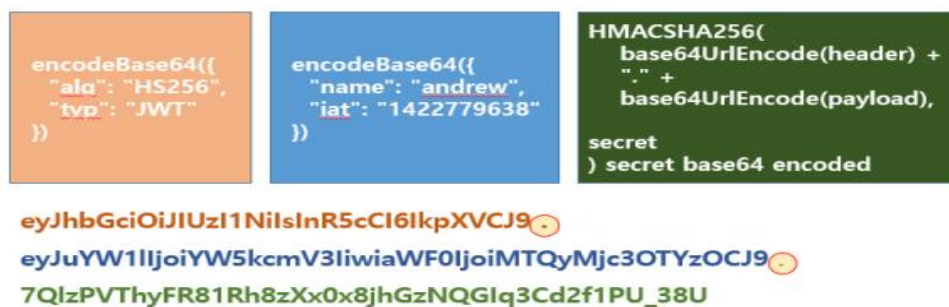 encodeBase64({
"alg": "HS256",
"typ": "JWT"
})
encodeBase64({
"name": "andrew",
"iat": "1422779638"
})
HMACSHA256(
base64UrlEncode(header) +
"." +
base64UrlEncode(payload),
secret
) secret base64 encoded
eyJhbGciOiJIUzI1NiIsInR5cCI6IkpXVCJ9.
eyJuYW1lIjoiYW5kcmV3IiwiaWF0IjoiMTQyMjc3OTYzOCJ9.
7QlzPVThyFR81Rh8zXx0x8jhGzNQGIq3Cd2f1PU_38U